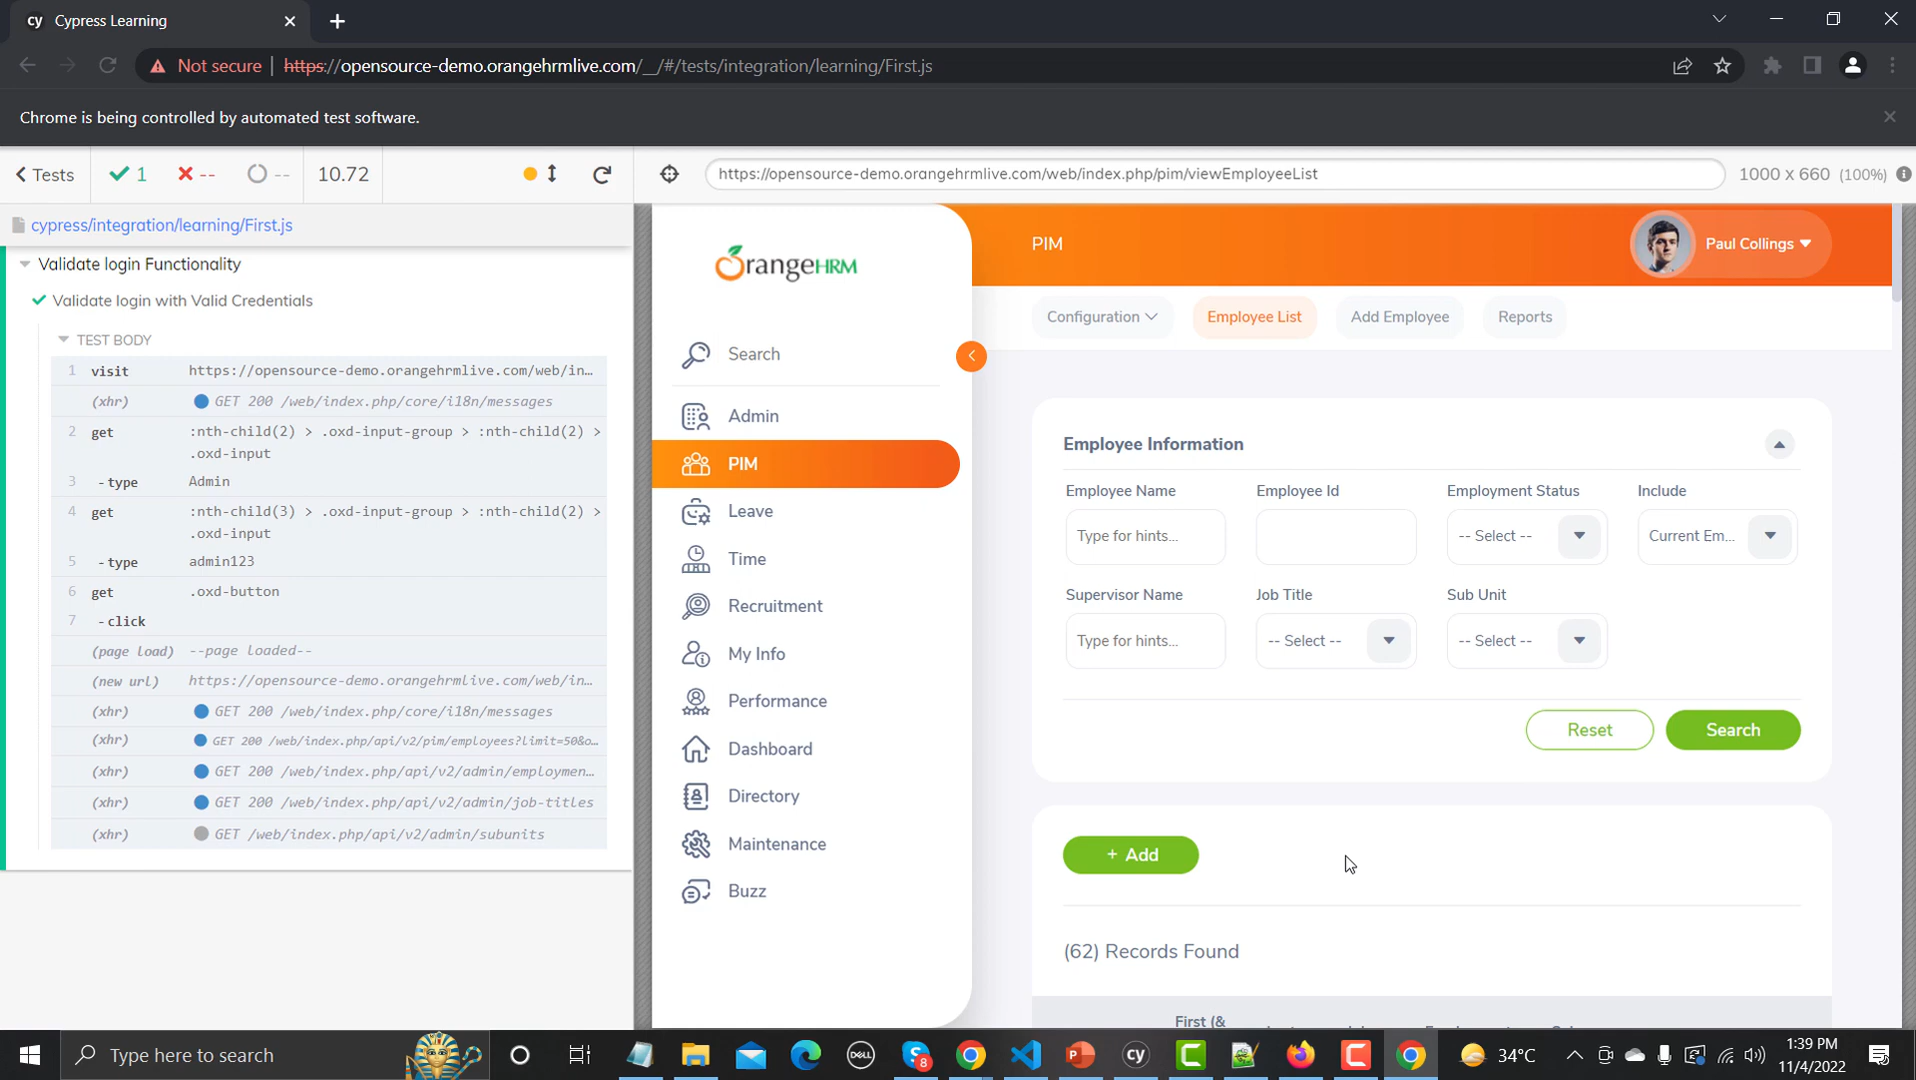 cy Cypress Learning
Not secure | https://opensource-demo.orangehrmlive.com/__/#/tests/integration/learning/First.js
Chrome is being controlled by automated test software.
Tests 1 -- -- 10.72
https://opensource-demo.orangehrmlive.com/web/index.php/pim/viewEmployeeList 1000 x 660 (100%)
cypress/integration/learning/First.js
Validate login Functionality
Validate login with Valid Credentials
TEST BODY
1 visit https://opensource-demo.orangehrmlive.com/web/in...
(xhr) GET 200 /web/index.php/core/i18n/messages
2 get :nth-child(2) > .oxd-input-group > :nth-child(2) >
.oxd-input
3 -type Admin
4 get :nth-child(3) > .oxd-input-group > :nth-child(2) >
.oxd-input
5 -type admin123
6 get .oxd-button
7 -click
(page load) --page loaded--
(new url) https://opensource-demo.orangehrmlive.com/web/in...
(xhr) GET 200 /web/index.php/core/i18n/messages
(xhr) GET 200 /web/index.php/api/v2/pim/employees?limit=50&o...
(xhr) GET 200 /web/index.php/api/v2/admin/employmen...
(xhr) GET 200 /web/index.php/api/v2/admin/job-titles
(xhr) GET /web/index.php/api/v2/admin/subunits
OrangeHRM
Search
Admin
PIM
Leave
Time
Recruitment
My Info
Performance
Dashboard
Directory
Maintenance
Buzz
PIM
Paul Collings
Configuration Employee List Add Employee Reports
Employee Information
Employee Name Employee Id Employment Status Include
Type for hints... -- Select -- Current Em...
Supervisor Name Job Title Sub Unit
Type for hints... -- Select -- -- Select --
Reset Search
+ Add
(62) Records Found
First (&
Type here to search
DELL
8
cy
34°C
1:39 PM
11/4/2022